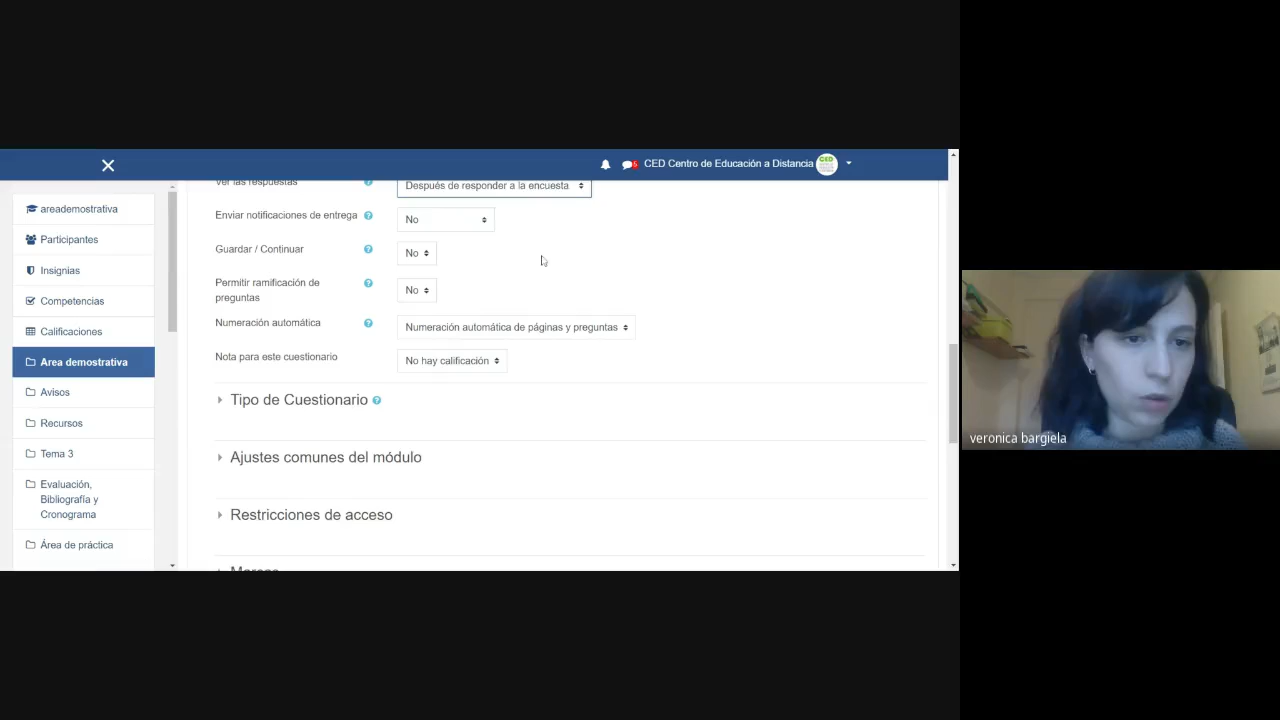 CED Centro de Educación a Distancia
5
CED
areademostrativa
Participantes
Insignias
Competencias
Calificaciones
Area demostrativa
Avisos
Recursos
Tema 3
Evaluación,
Bibliografía y
Cronograma
Área de práctica
Ver las respuestas
Después de responder a la encuesta
Enviar notificaciones de entrega
No
Guardar / Continuar
No
Permitir ramificación de
preguntas
No
Numeración automática
Numeración automática de páginas y preguntas
Nota para este cuestionario
No hay calificación
Tipo de Cuestionario
Ajustes comunes del módulo
Restricciones de acceso
veronica bargiela